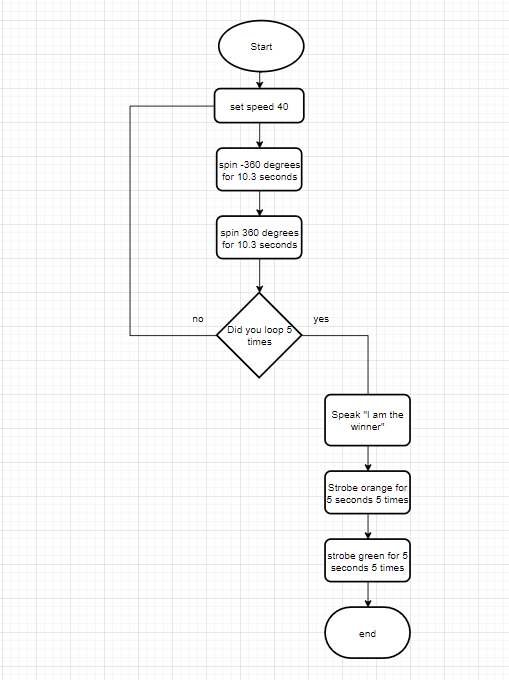 Start
set speed 40
spin -360 degrees
for 10.3 seconds
spin 360 degrees
for 10.3 seconds
Did you loop 5
times
no
yes
Speak "I am the
winner"
Strobe orange for
5 seconds 5 times
strobe green for 5
seconds 5 times
end